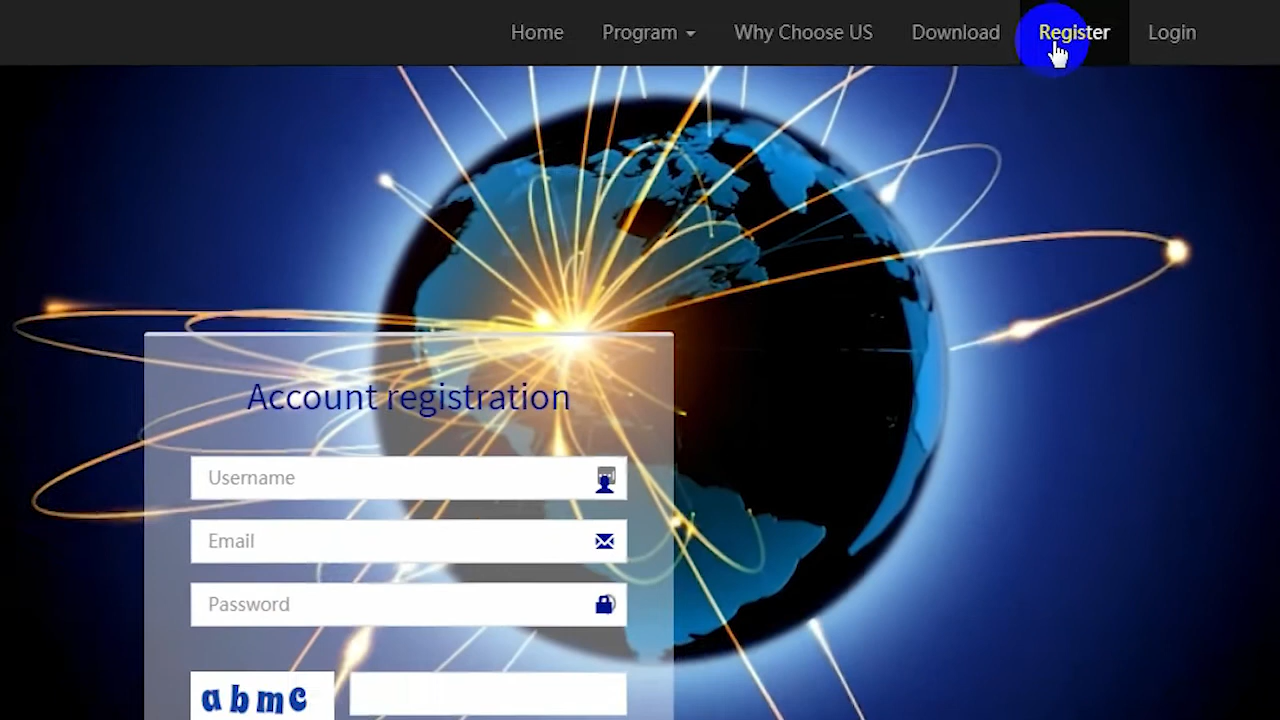 Home Program Why Choose US Download Register Login
Account registration
Username
Email
Password
abmc